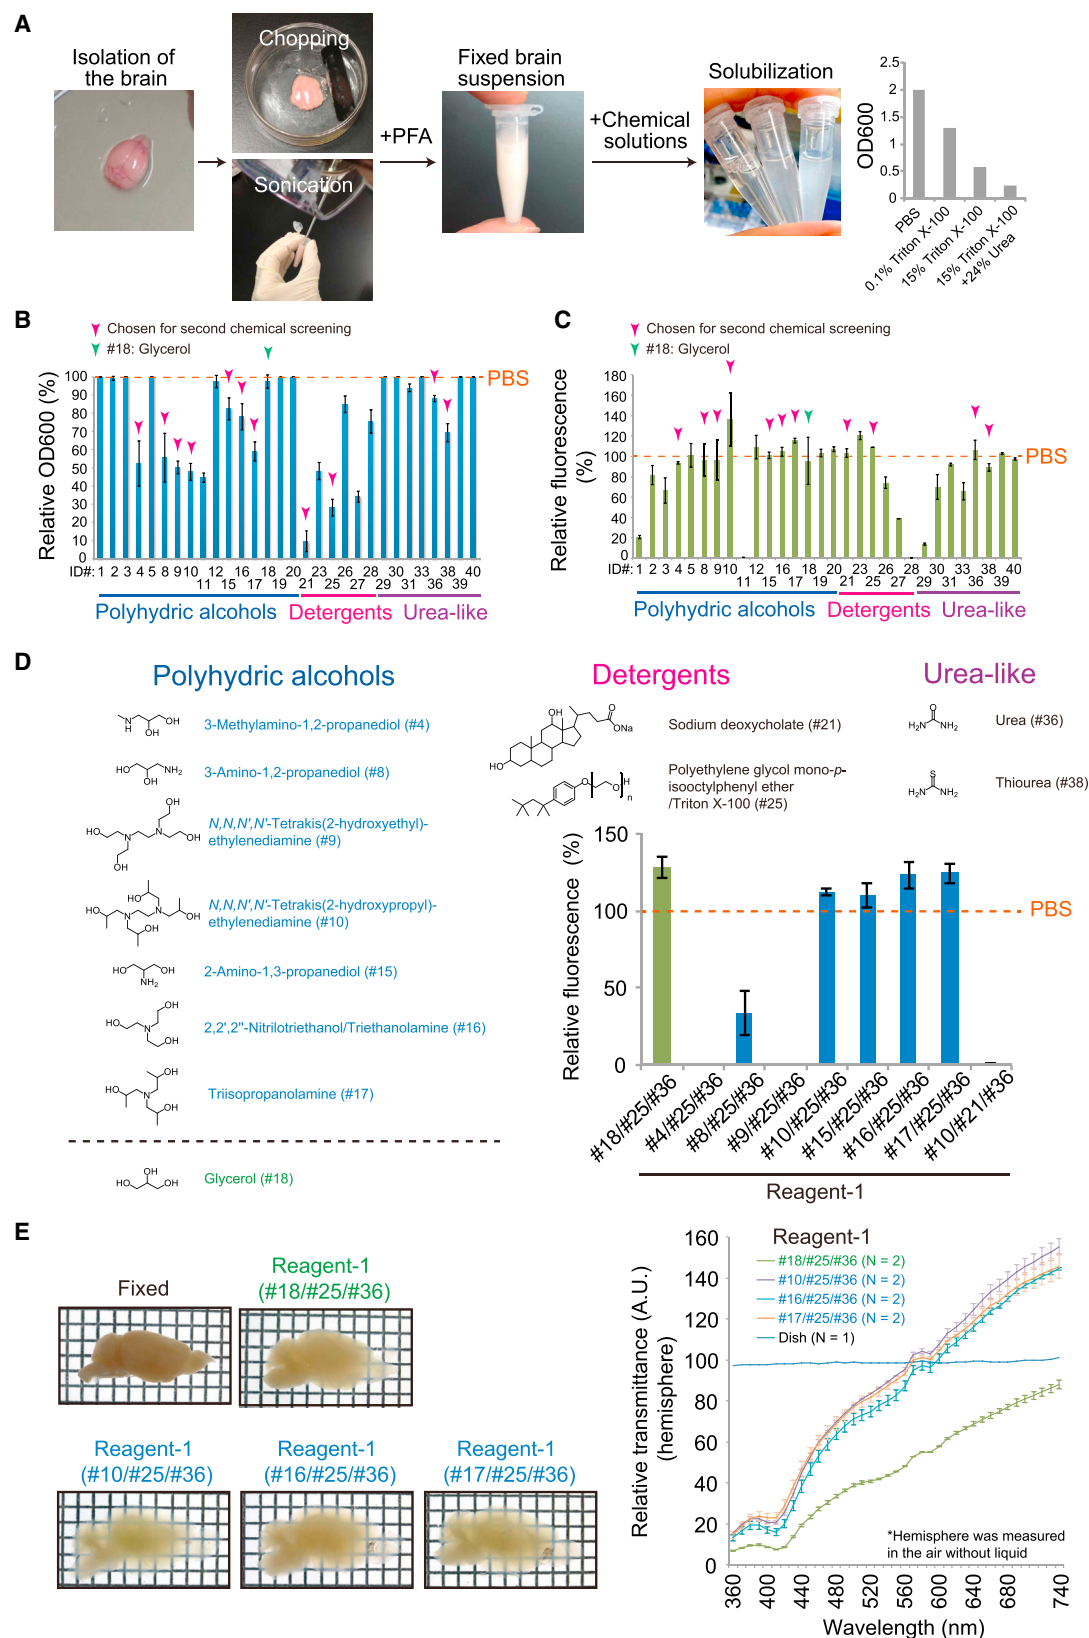 A
Isolation of
the brain
Chopping
Sonication
+PFA
Fixed brain
suspension
+Chemical
solutions
Solubilization
OD600
2.5
2
1.5
1
0.5
0
PBS
0.1% Triton X-100
15% Triton X-100
15% Triton X-100
+24% Urea
B
Chosen for second chemical screening
#18: Glycerol
Relative OD600 (%)
100
90
80
70
60
50
40
30
20
10
0
PBS
ID#: 1 2 3 4 5 8 9 10 12 16 18 20 23 26 28 30 33 38 40
11 15 17 19 21 25 27 29 31 36 39
Polyhydric alcohols
Detergents
Urea-like
C
Chosen for second chemical screening
#18: Glycerol
Relative fluorescence
(%)
180
160
140
120
100
80
60
40
20
0
PBS
ID#: 1 2 3 4 5 8 9 10 12 15 16 17 18 19 20 23 25 26 28 30 31 36 38 40
11 21 27 29 33 39
Polyhydric alcohols
Detergents
Urea-like
D
Polyhydric alcohols
3-Methylamino-1,2-propanediol (#4)
3-Amino-1,2-propanediol (#8)
N,N,N',N'-Tetrakis(2-hydroxyethyl)-
ethylenediamine (#9)
N,N,N',N'-Tetrakis(2-hydroxypropyl)-
ethylenediamine (#10)
2-Amino-1,3-propanediol (#15)
2,2',2"-Nitrilotriethanol/Triethanolamine (#16)
Triisopropanolamine (#17)
Glycerol (#18)
Detergents
Sodium deoxycholate (#21)
Polyethylene glycol mono-p-
isooctylphenyl ether
/Triton X-100 (#25)
Urea-like
Urea (#36)
Thiourea (#38)
Relative fluorescence (%)
150
100
50
0
PBS
#18/#25/#36
#4/#25/#36
#8/#25/#36
#9/#25/#36
#10/#25/#36
#15/#25/#36
#16/#25/#36
#17/#25/#36
#10/#21/#36
Reagent-1
E
Fixed
Reagent-1
(#18/#25/#36)
Reagent-1
(#10/#25/#36)
Reagent-1
(#16/#25/#36)
Reagent-1
(#17/#25/#36)
Relative transmittance (A.U.)
(hemisphere)
160
140
120
100
80
60
40
20
0
Reagent-1
#18/#25/#36 (N = 2)
#10/#25/#36 (N = 2)
#16/#25/#36 (N = 2)
#17/#25/#36 (N = 2)
Dish (N = 1)
*Hemisphere was measured
in the air without liquid
360 400 440 480 520 560 600 640 680 740
Wavelength (nm)